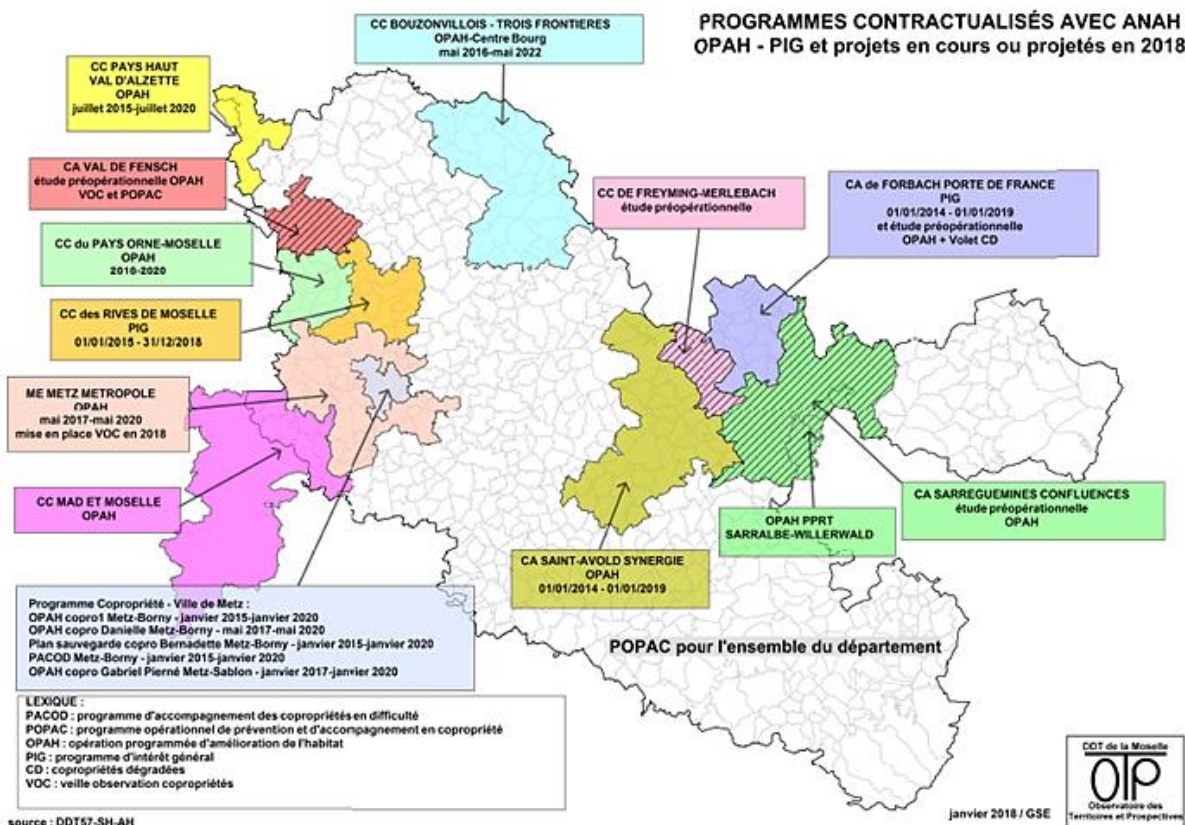 PROGRAMMES CONTRACTUALISÉS AVEC ANAH
OPAH - PIG et projets en cours ou projetés en 2018
CC BOUZONVILLOIS - TROIS FRONTIERES
OPAH-Centre Bourg
mai 2016-mai 2022
CC PAYS HAUT
VAL D'ALZETTE
OPAH
juillet 2015-juillet 2020
CA VAL DE FENSCH
étude préopérationnelle OPAH
VOC et POPAC
CC DE FREYMING-MERLEBACH
étude préopérationnelle
CA de FORBACH PORTE DE FRANCE
PIG
01/01/2014 - 01/01/2019
et étude préopérationnelle
OPAH + Volet CD
CC du PAYS ORNE-MOSELLE
OPAH
2018-2020
CC des RIVES DE MOSELLE
PIG
01/01/2015 - 31/12/2018
ME METZ METROPOLE
OPAH
mai 2017-mai 2020
mise en place VOC en 2018
CC MAD ET MOSELLE
OPAH
CA SARREGUEMINES CONFLUENCES
étude préopérationnelle
OPAH
OPAH PPRT
SARRALBE-WILLERWALD
CA SAINT-AVOLD SYNERGIE
OPAH
01/01/2014 - 01/01/2019
Programme Copropriété - Ville de Metz :
OPAH copro1 Metz-Borny - janvier 2015-janvier 2020
OPAH copro Danielle Metz-Borny - mai 2017-mai 2020
Plan sauvegarde copro Bernadette Metz-Borny - janvier 2015-janvier 2020
PACOD Metz-Borny - janvier 2015-janvier 2020
OPAH copro Gabriel Pierné Metz-Sablon - janvier 2017-janvier 2020
POPAC pour l'ensemble du département
LEXIQUE :
PACOD : programme d'accompagnement des copropriétés en difficulté
POPAC : programme opérationnel de prévention et d'accompagnement en copropriété
OPAH : opération programmée d'amélioration de l'habitat
PIG : programme d'intérêt général
CD : copropriétés dégradées
VOC : veille observation copropriétés
source : DDT57-SH-AH
janvier 2018 / GSE
DDT de la Moselle
OTP
Observatoire des
Territoires et Prospectives